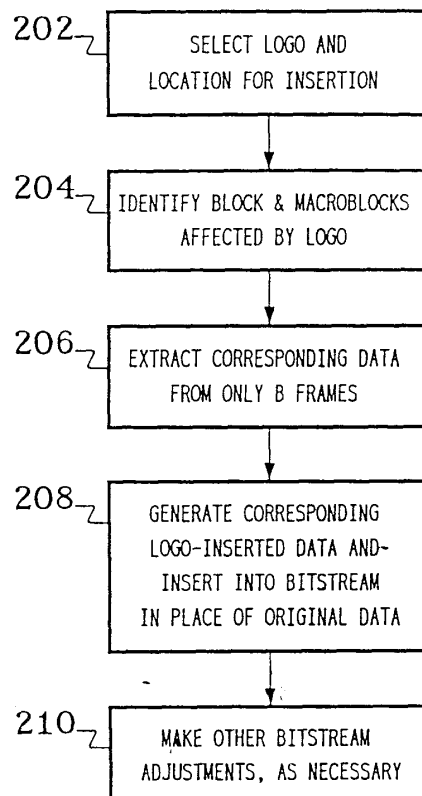 202
SELECT LOGO AND
LOCATION FOR INSERTION
204
IDENTIFY BLOCK & MACROBLOCKS
AFFECTED BY LOGO
206
EXTRACT CORRESPONDING DATA
FROM ONLY B FRAMES
208
GENERATE CORRESPONDING
LOGO-INSERTED DATA AND-
INSERT INTO BITSTREAM
IN PLACE OF ORIGINAL DATA
210
MAKE OTHER BITSTREAM
ADJUSTMENTS, AS NECESSARY